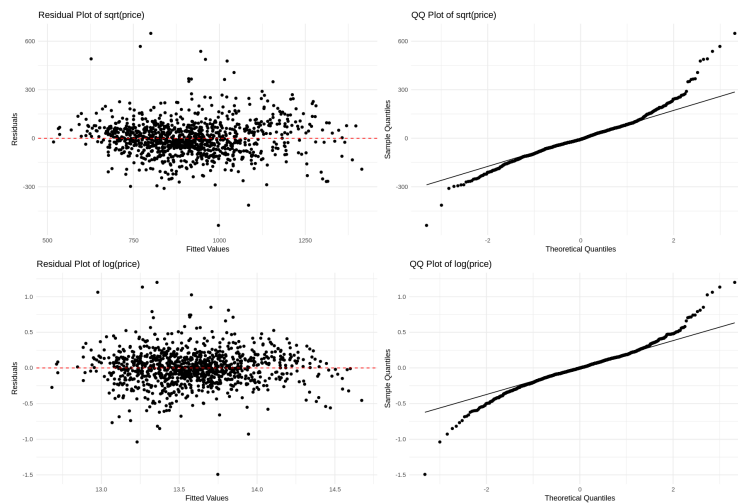 Residual Plot of sqrt(price)
600
300
0
-300
Residuals
500
750
1000
1250
Fitted Values
QQ Plot of sqrt(price)
600
300
0
-300
Sample Quantiles
-2
0
2
Theoretical Quantiles
Residual Plot of log(price)
1.0
0.5
0.0
-0.5
-1.0
-1.5
Residuals
13.0
13.5
14.0
14.5
Fitted Values
QQ Plot of log(price)
1.0
0.5
0.0
-0.5
-1.0
-1.5
Sample Quantiles
-2
0
2
Theoretical Quantiles